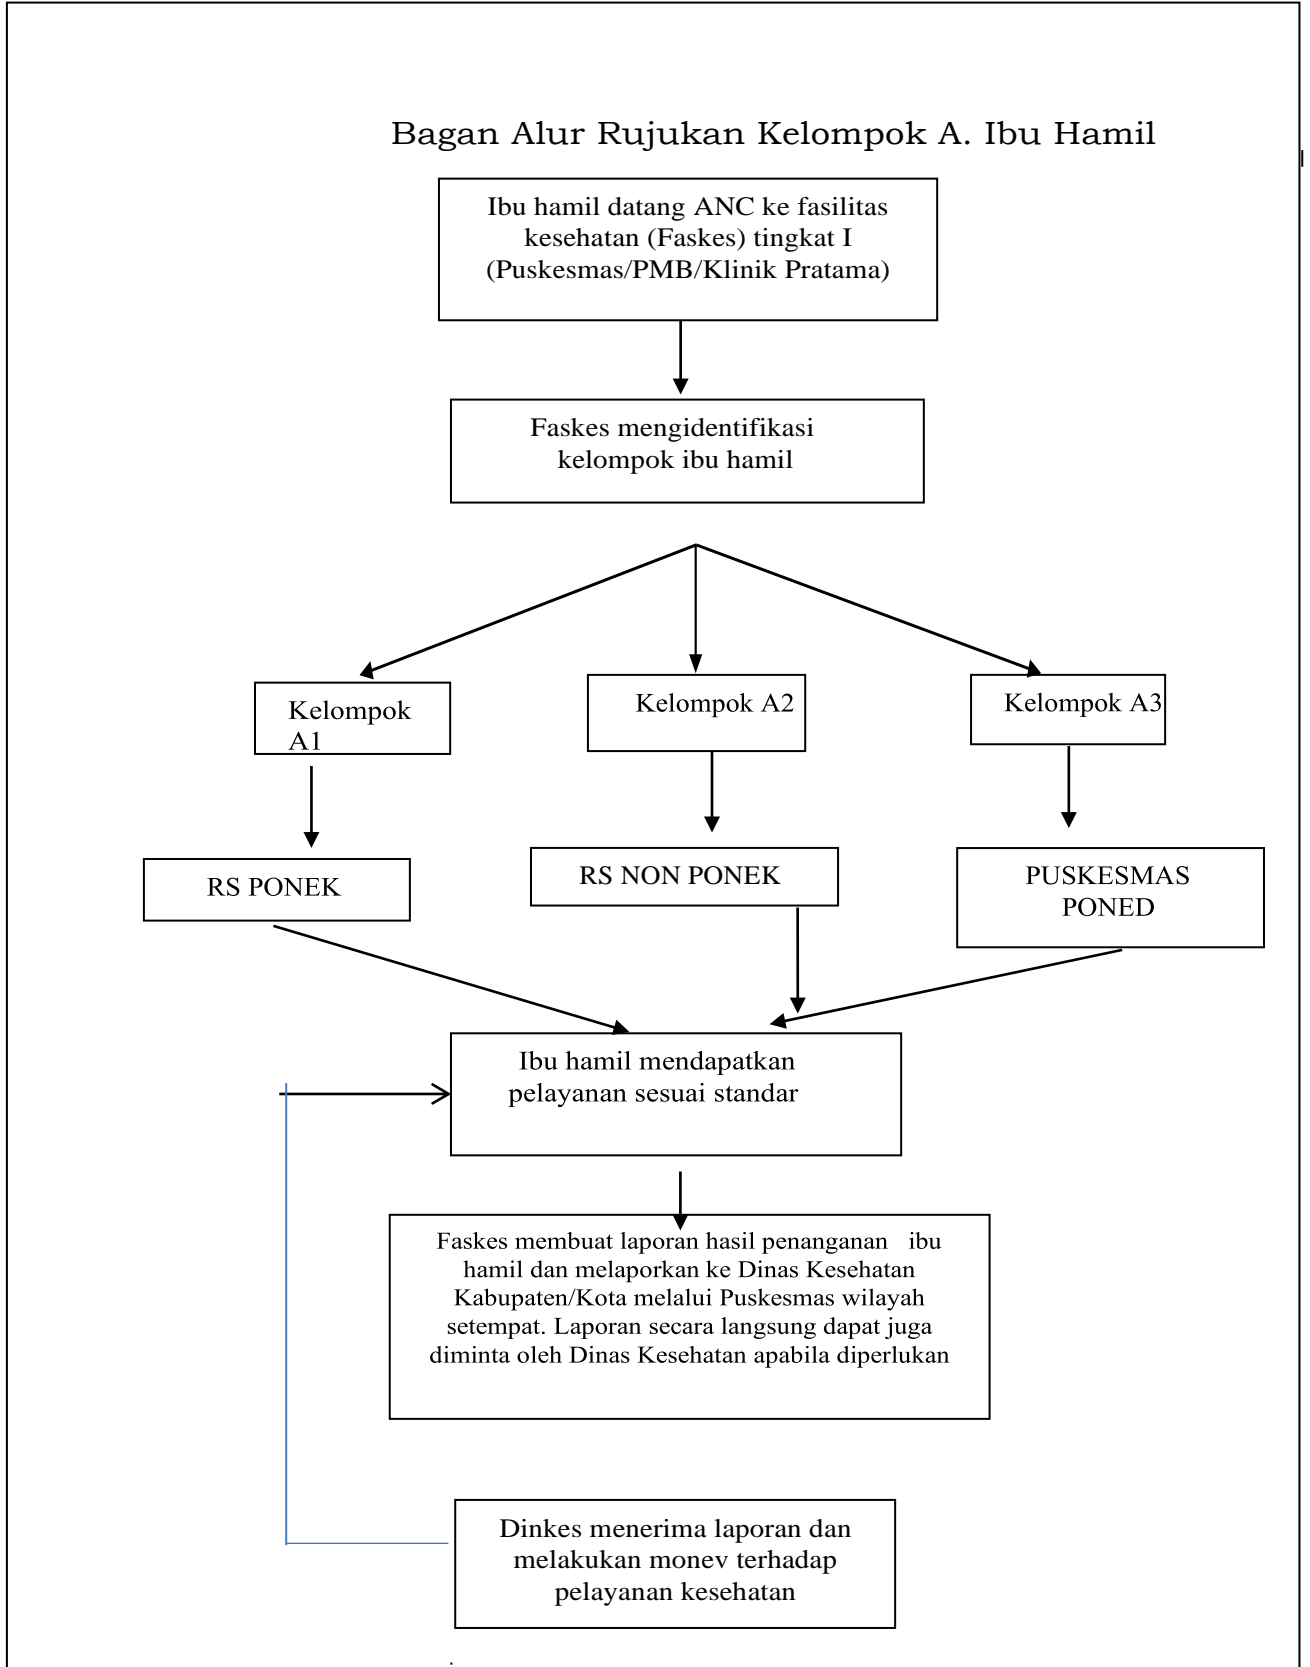 Bagan Alur Rujukan Kelompok A. Ibu Hamil
Ibu hamil datang ANC ke fasilitas
kesehatan (Faskes) tingkat I
(Puskesmas/PMB/Klinik Pratama)
Faskes mengidentifikasi
kelompok ibu hamil
Kelompok
A1
Kelompok A2
Kelompok A3
RS PONEK
RS NON PONEK
PUSKESMAS
PONED
Ibu hamil mendapatkan
pelayanan sesuai standar
Faskes membuat laporan hasil penanganan ibu
hamil dan melaporkan ke Dinas Kesehatan
Kabupaten/Kota melalui Puskesmas wilayah
setempat. Laporan secara langsung dapat juga
diminta oleh Dinas Kesehatan apabila diperlukan
Dinkes menerima laporan dan
melakukan monev terhadap
pelayanan kesehatan